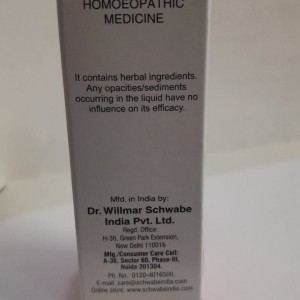 HOMOEOPATHIC
MEDICINE
It contains herbal ingredients.
Any opacities/sediments
occurring in the liquid have no
influence on its efficacy.
Mfd. in India by:
Dr. Willmar Schwabe
India Pvt. Ltd.
Regd. Office:
H-36, Green Park Extension,
New Delhi 110016
Mfg./Consumer Care Cell:
A-36, Sector 60, Phase-III,
Noida 201304.
Ph. No.: 0120-4016500,
E-mail: care@schwabeindia.com
Online store: www.schwabeindia.com